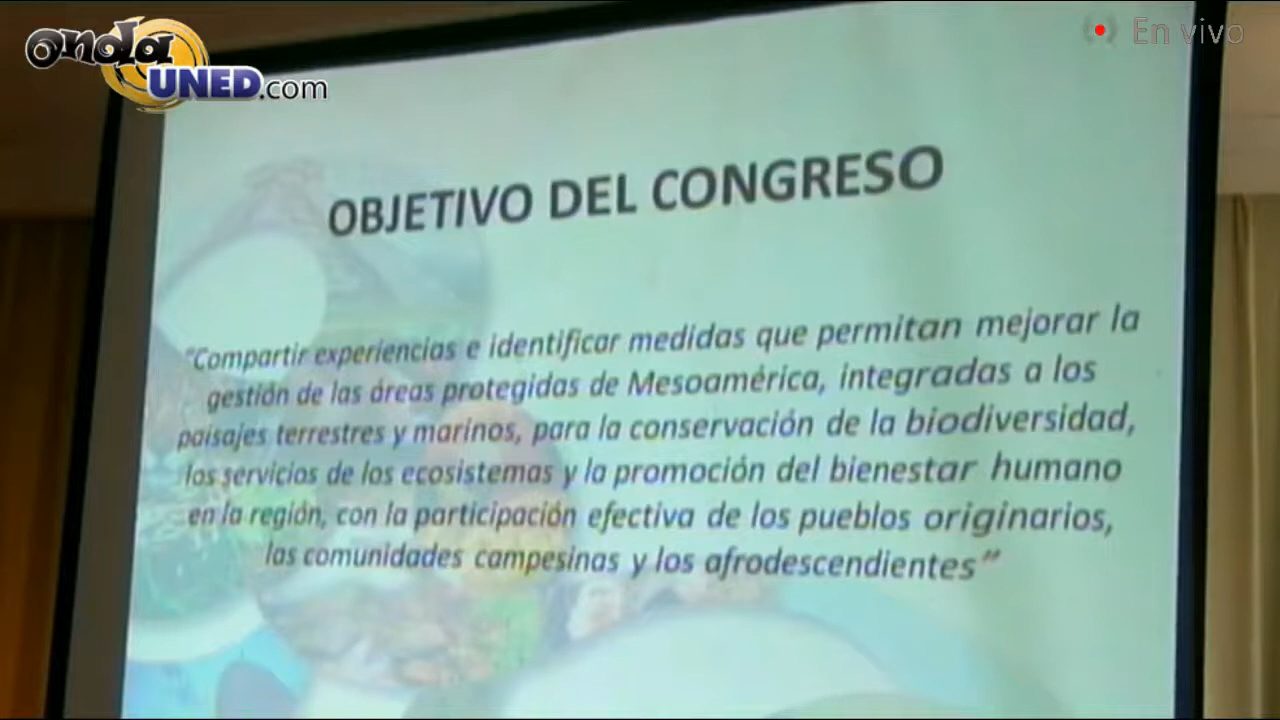 onda
UNED.com
En vivo
OBJETIVO DEL CONGRESO
"Compartir experiencias e identificar medidas que permitan mejorar la
gestión de las áreas protegidas de Mesoamérica, integradas a los
paisajes terrestres y marinos, para la conservación de la biodiversidad,
los servicios de los ecosistemas y la promoción del bienestar humano
en la región, con la participación efectiva de los pueblos originarios,
las comunidades campesinas y los afrodescendientes"